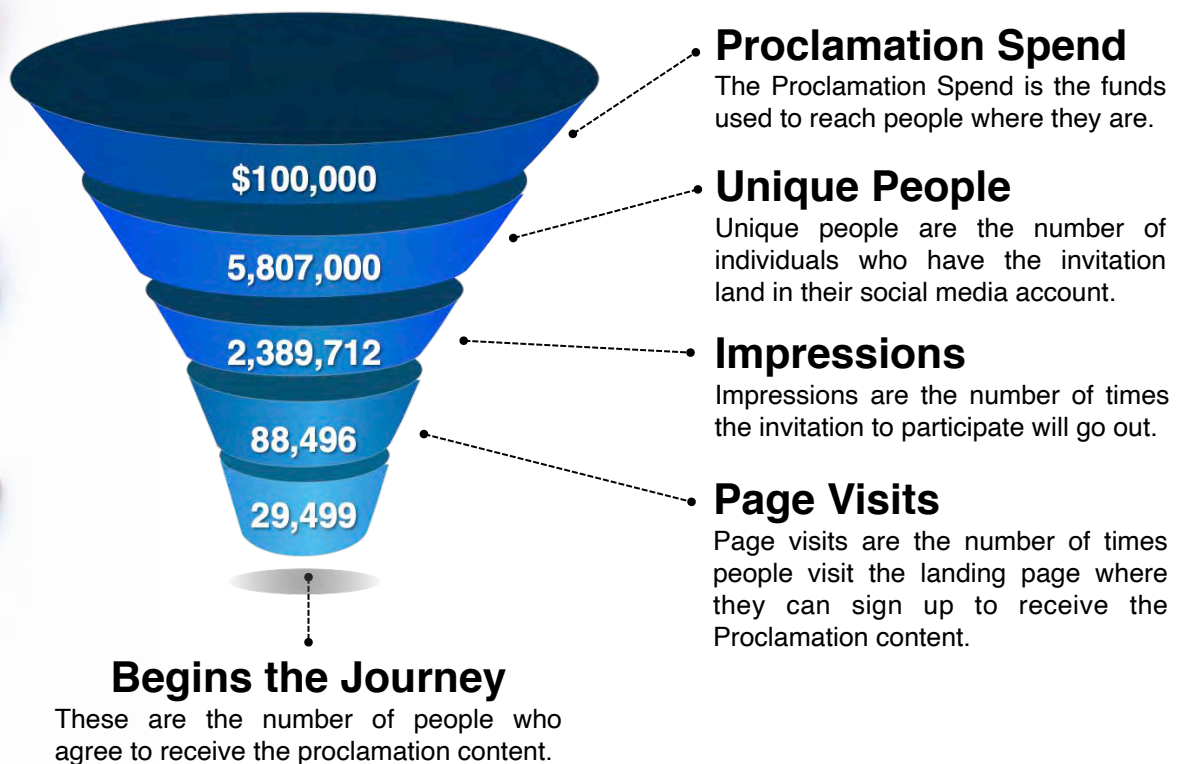 Proclamation Spend
The Proclamation Spend is the funds
used to reach people where they are.
$100,000
Unique People
Unique people are the number of
individuals who have the invitation
land in their social media account.
5,807,000
Impressions
Impressions are the number of times
the invitation to participate will go out.
2,389,712
Page Visits
Page visits are the number of times
people visit the landing page where
they can sign up to receive the
Proclamation content.
88,496
29,499
Begins the Journey
These are the number of people who
agree to receive the proclamation content.